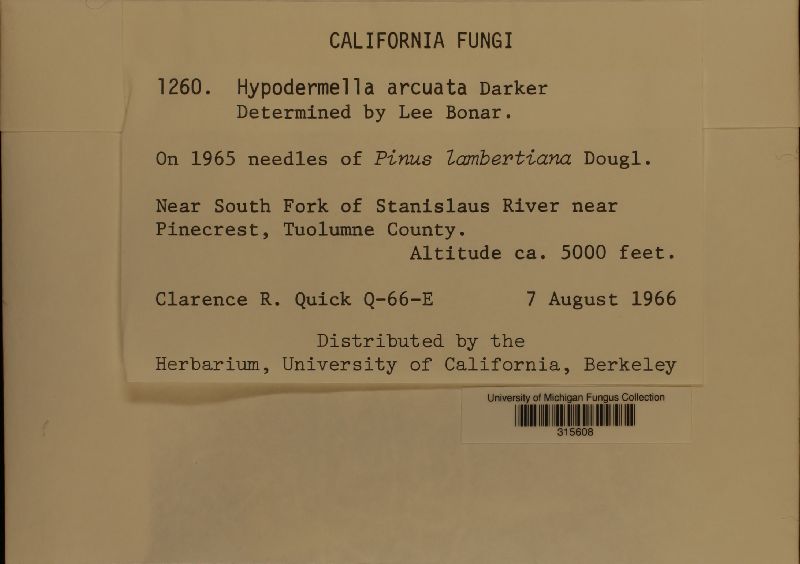 CALIFORNIA FUNGI
1260. Hypodermella arcuata Darker
Determined by Lee Bonar.
On 1965 needles of Pinus lambertiana Dougl.
Near South Fork of Stanislaus River near
Pinecrest, Tuolumne County.
Altitude ca. 5000 feet.
Clarence R. Quick Q-66-E 7 August 1966
Distributed by the
Herbarium, University of California, Berkeley
University of Michigan Fungus Collection
315608